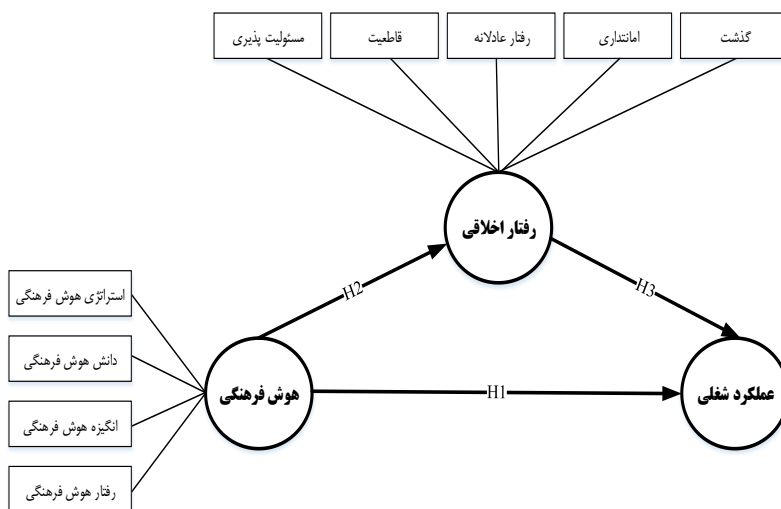 مسئولیت پذیری
قاطعیت
رفتار عادلانه
امانتداری
گذشت
رفتار اخلاقی
H2
H3
استراتژی هوش فرهنگی
دانش هوش فرهنگی
انگیزه هوش فرهنگی
رفتار هوش فرهنگی
هوش فرهنگی
H1
عملکرد شغلی